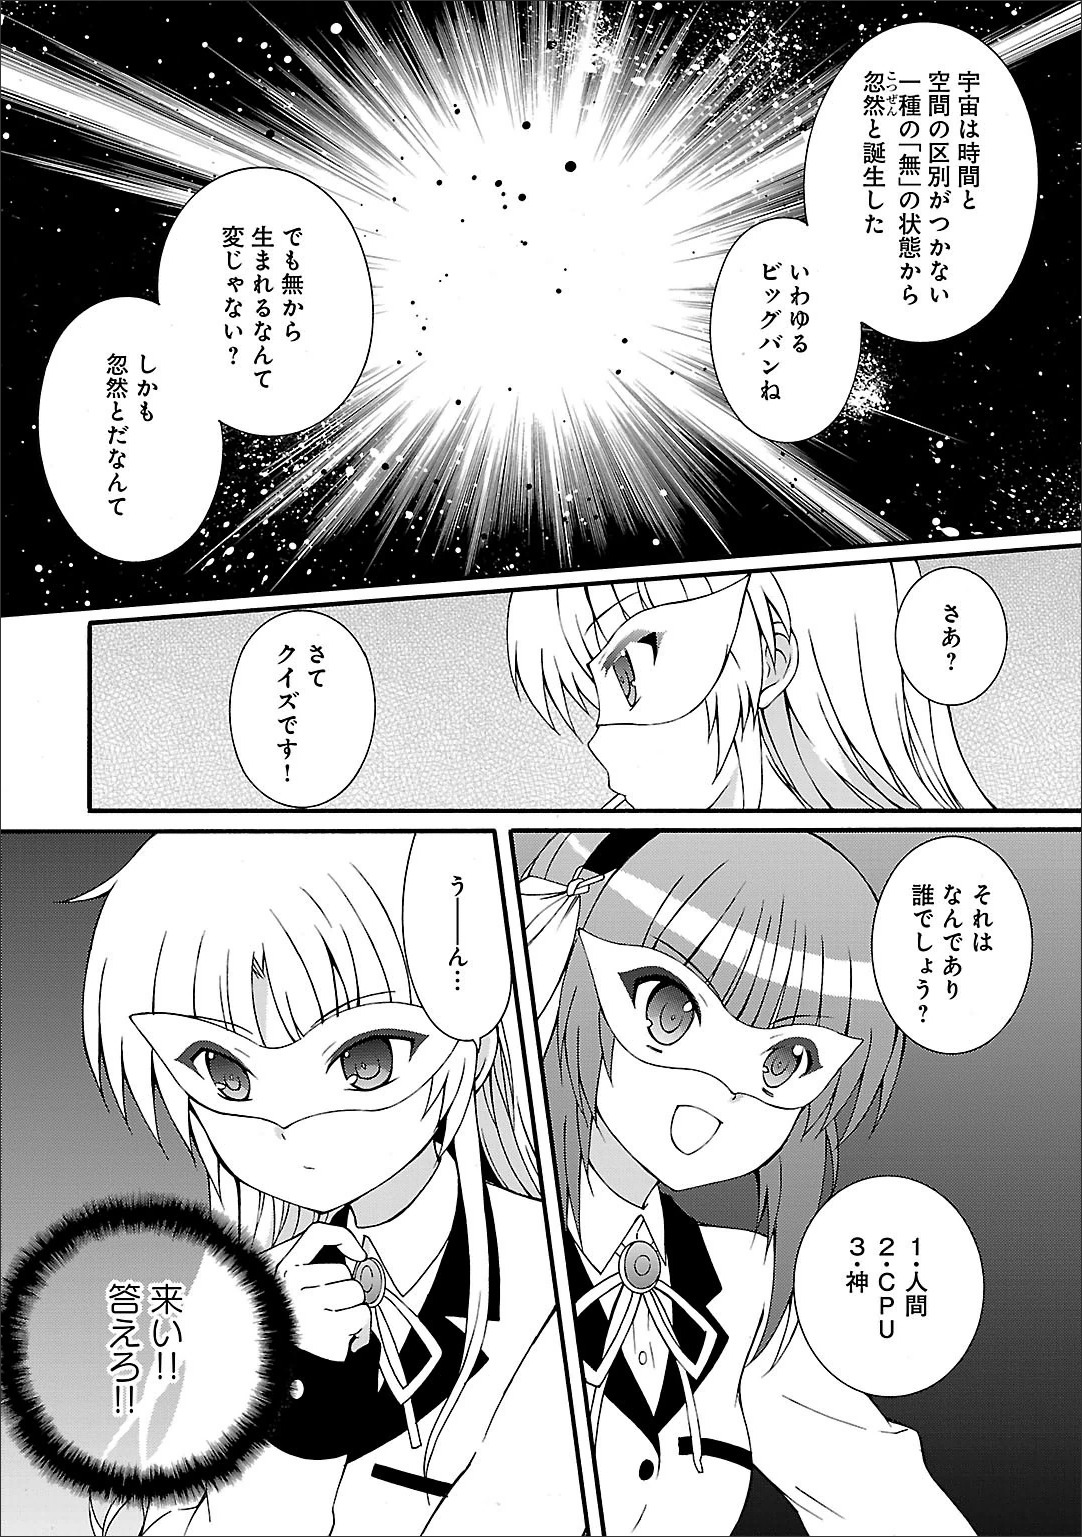 宇宙は時間と
空間の区別がつかない
一種の「無」の状態から
忽然と誕生した
こつぜん
いわゆる
ビッグバンね
でも無から
生まれるなんて
変じゃない?
しかも
忽然とだなんて
さあ?
さて
クイズです!
それは
なんであり
誰でしょう?
1・人間
2・CPU
3・神
うーーん…
来い!!
答えろ!!